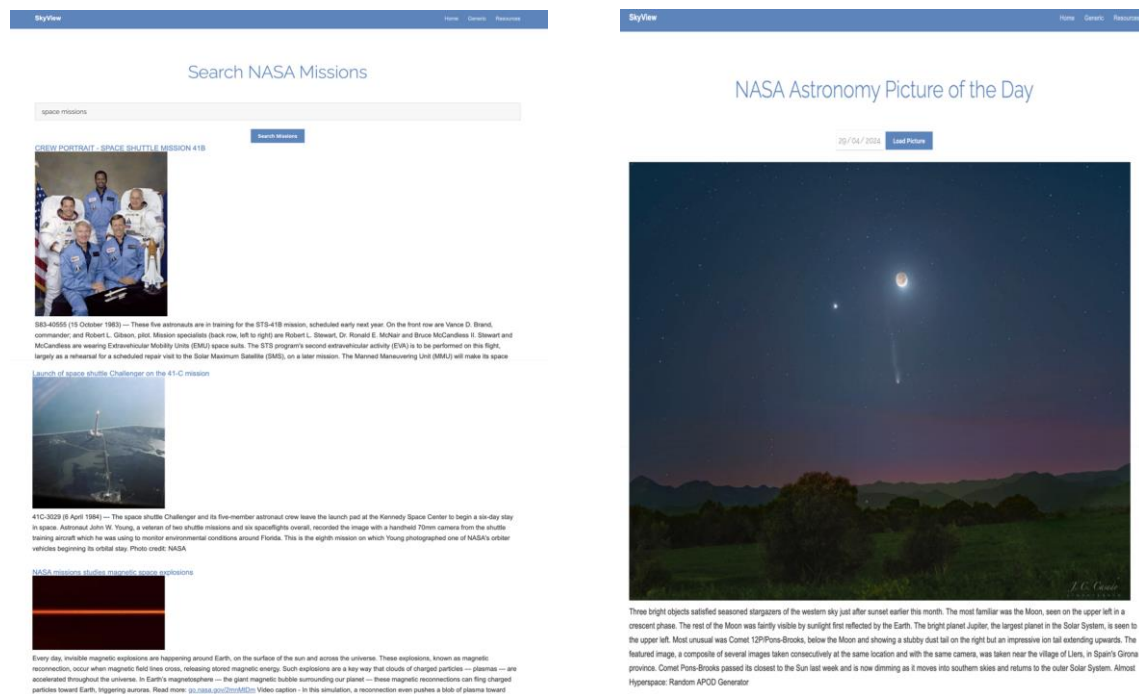 SkyView
Home Generic Resources
Search NASA Missions
space missions
Search Missions
CREW PORTRAIT - SPACE SHUTTLE MISSION 41B
S83-40555 (15 October 1983) — These five astronauts are in training for the STS-41B mission, scheduled early next year. On the front row are Vance D. Brand,
commander; and Robert L. Gibson, pilot. Mission specialists (back row, left to right) are Robert L. Stewart, Dr. Ronald E. McNair and Bruce McCandless II. Stewart and
McCandless are wearing Extravehicular Mobility Units (EMU) space suits. The STS program's second extravehicular activity (EVA) is to be performed on this flight,
largely as a rehearsal for a scheduled repair visit to the Solar Maximum Satellite (SMS), on a later mission. The Manned Maneuvering Unit (MMU) will make its space
Launch of space shuttle Challenger on the 41-C mission
41C-3029 (6 April 1984) — The space shuttle Challenger and its five-member astronaut crew leave the launch pad at the Kennedy Space Center to begin a six-day stay
in space. Astronaut John W. Young, a veteran of two shuttle missions and six spaceflights overall, recorded the image with a handheld 70mm camera from the shuttle
training aircraft which he was using to monitor environmental conditions around Florida. This is the eighth mission on which Young photographed one of NASA's orbiter
vehicles beginning its orbital stay. Photo credit: NASA
NASA missions studies magnetic space explosions
Every day, invisible magnetic explosions are happening around Earth, on the surface of the sun and across the universe. These explosions, known as magnetic
reconnection, occur when magnetic field lines cross, releasing stored magnetic energy. Such explosions are a key way that clouds of charged particles — plasmas — are
accelerated throughout the universe. In Earth's magnetosphere — the giant magnetic bubble surrounding our planet — these magnetic reconnections can fling charged
particles toward Earth, triggering auroras. Read more: go.nasa.gov/2mnMtDm Video caption - In this simulation, a reconnection even pushes a blob of plasma toward
SkyView
Home Generic Resources
NASA Astronomy Picture of the Day
29/04/2024 Load Picture
Three bright objects satisfied seasoned stargazers of the western sky just after sunset earlier this month. The most familiar was the Moon, seen on the upper left in a
crescent phase. The rest of the Moon was faintly visible by sunlight first reflected by the Earth. The bright planet Jupiter, the largest planet in the Solar System, is seen to
the upper left. Most unusual was Comet 12P/Pons-Brooks, below the Moon and showing a stubby dust tail on the right but an impressive ion tail extending upwards. The
featured image, a composite of several images taken consecutively at the same location and with the same camera, was taken near the village of Llers, in Spain's Girona
province. Comet Pons-Brooks passed its closest to the Sun last week and is now dimming as it moves into southern skies and returns to the outer Solar System. Almost
Hyperspace: Random APOD Generator